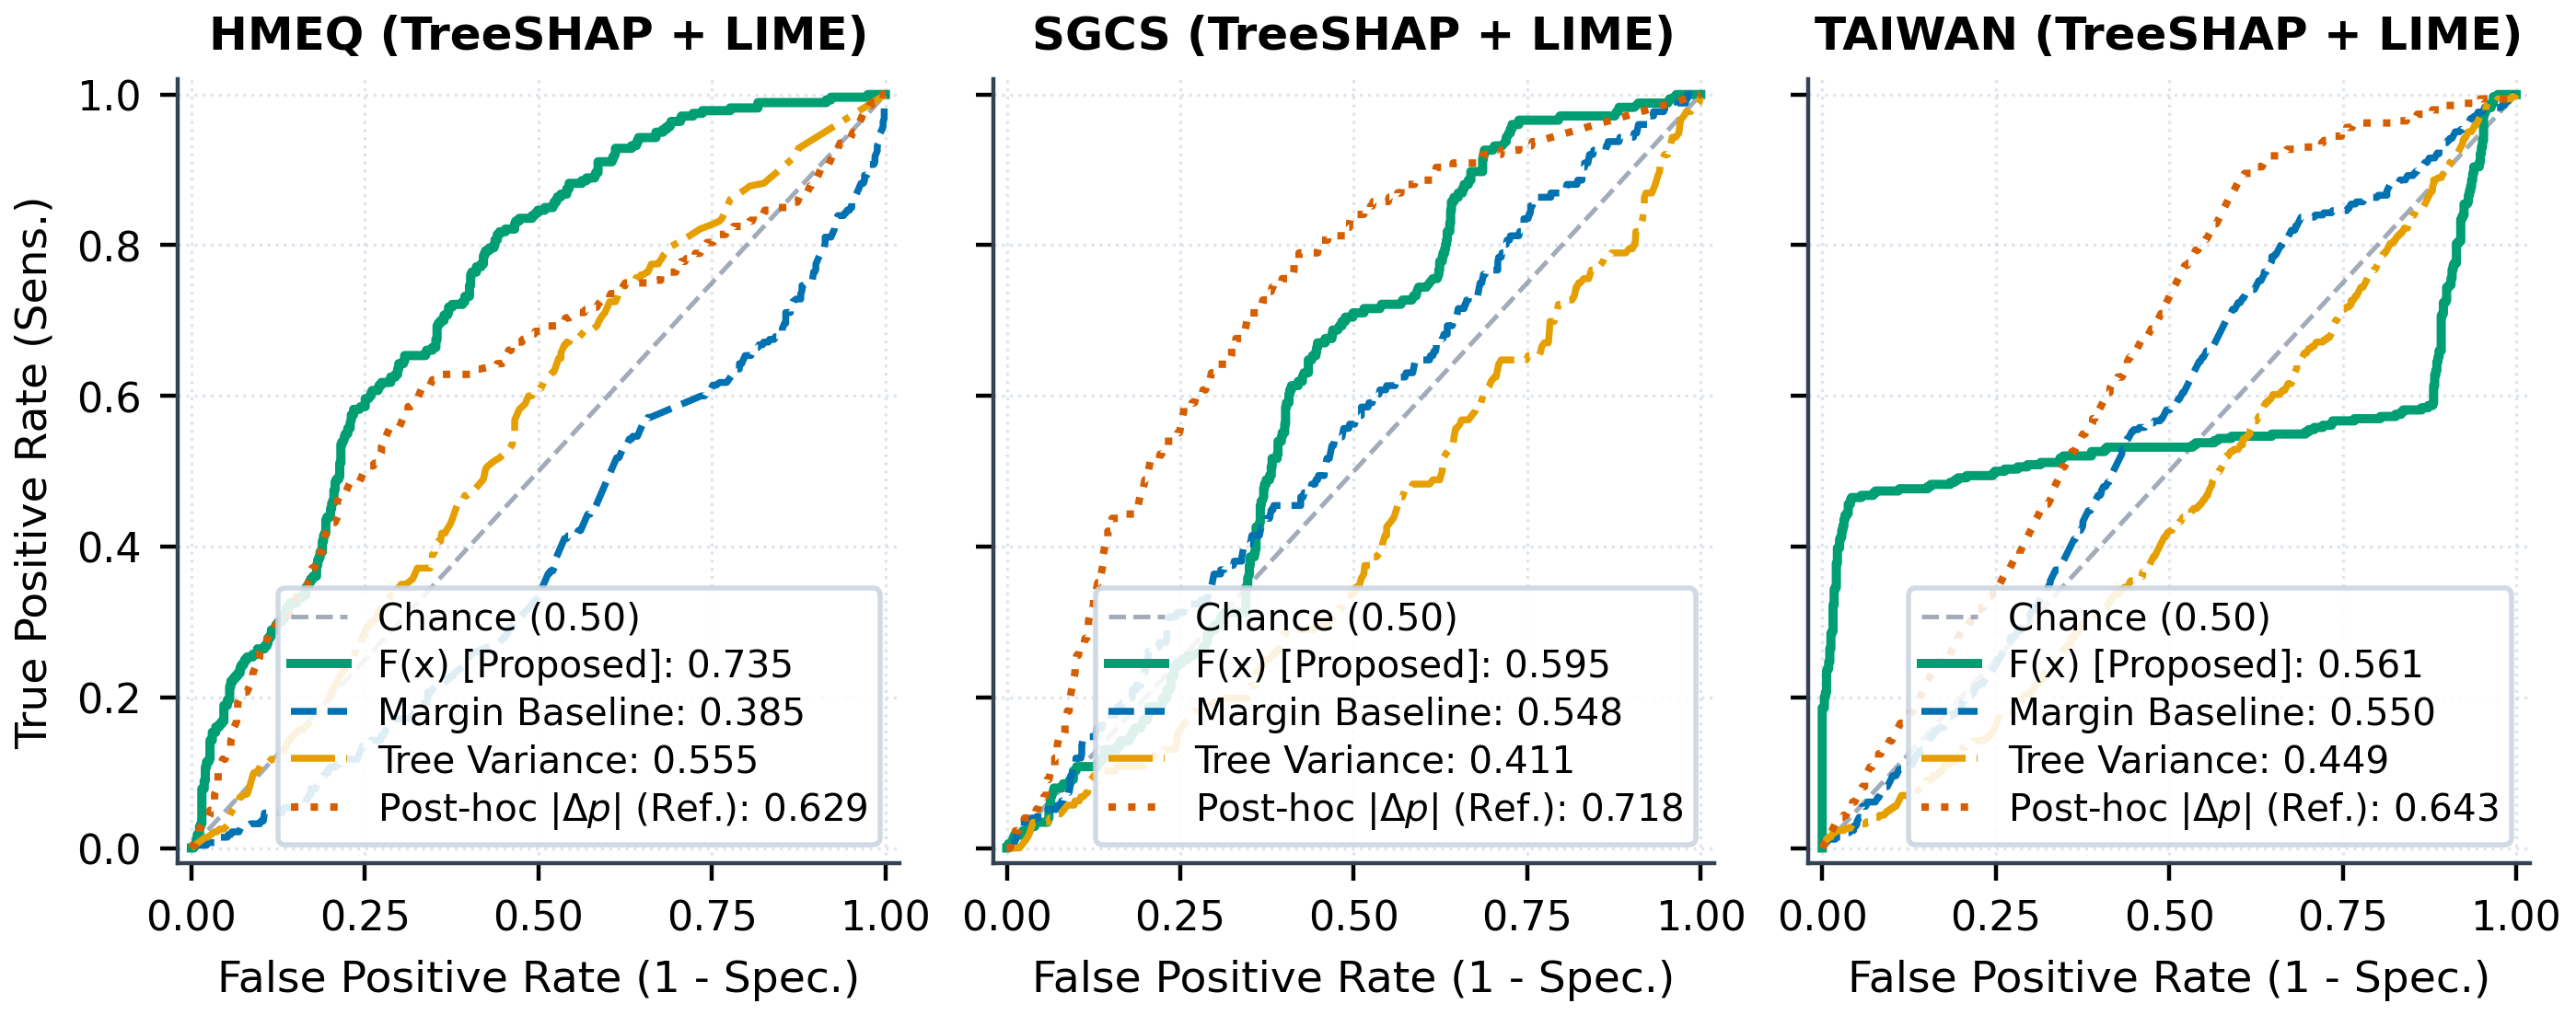 HMEQ (TreeSHAP + LIME)
SGCS (TreeSHAP + LIME)
TAIWAN (TreeSHAP + LIME)
True Positive Rate (Sens.)
1.0
0.8
0.6
0.4
0.2
0.0
Chance (0.50)
F(x) [Proposed]: 0.735
Margin Baseline: 0.385
Tree Variance: 0.555
Post-hoc |Δp| (Ref.): 0.629
0.00 0.25 0.50 0.75 1.00
False Positive Rate (1 - Spec.)
Chance (0.50)
F(x) [Proposed]: 0.595
Margin Baseline: 0.548
Tree Variance: 0.411
Post-hoc |Δp| (Ref.): 0.718
0.00 0.25 0.50 0.75 1.00
False Positive Rate (1 - Spec.)
Chance (0.50)
F(x) [Proposed]: 0.561
Margin Baseline: 0.550
Tree Variance: 0.449
Post-hoc |Δp| (Ref.): 0.643
0.00 0.25 0.50 0.75 1.00
False Positive Rate (1 - Spec.)